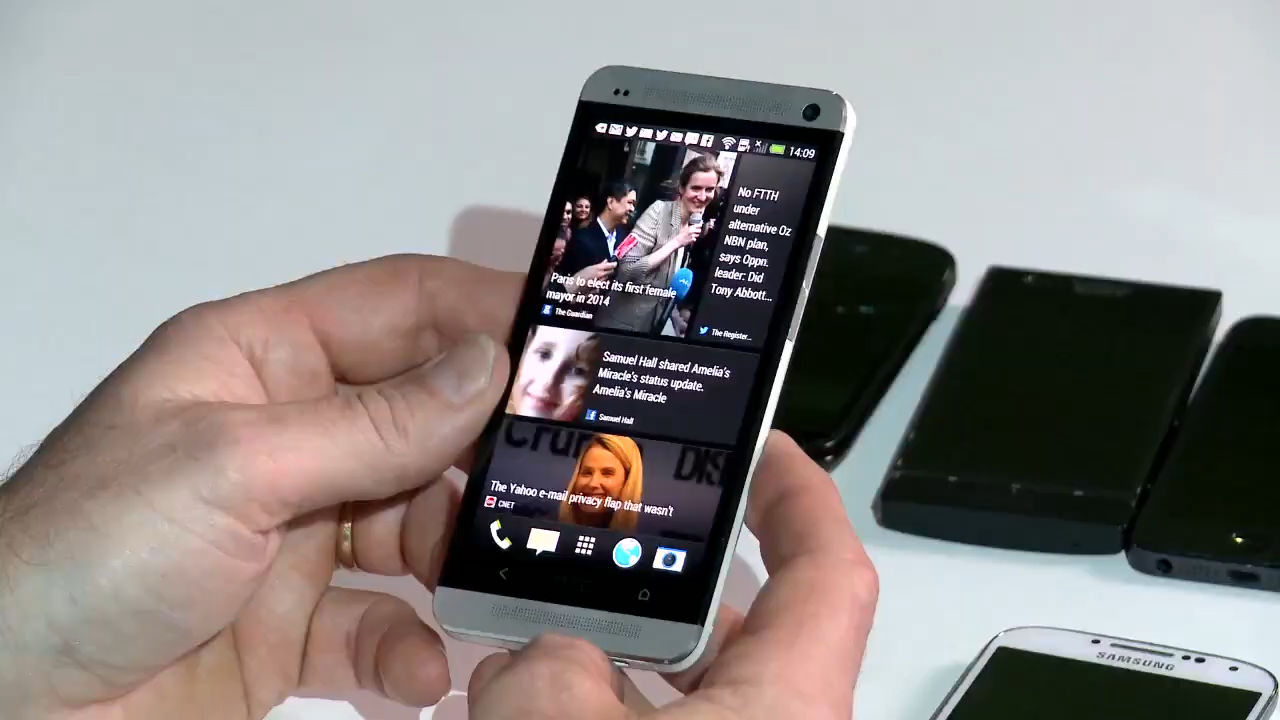 14:09
Paris to elect its first female
mayor in 2014
The Guardian
No FTTH
under
alternative Oz
NBN plan,
says Oppn.
leader: Did
Tony Abbott...
The Register...
Samuel Hall shared Amelia's
Miracle's status update.
Amelia's Miracle
Samuel Hall
The Yahoo e-mail privacy flap that wasn't
CNET
SAMSUNG